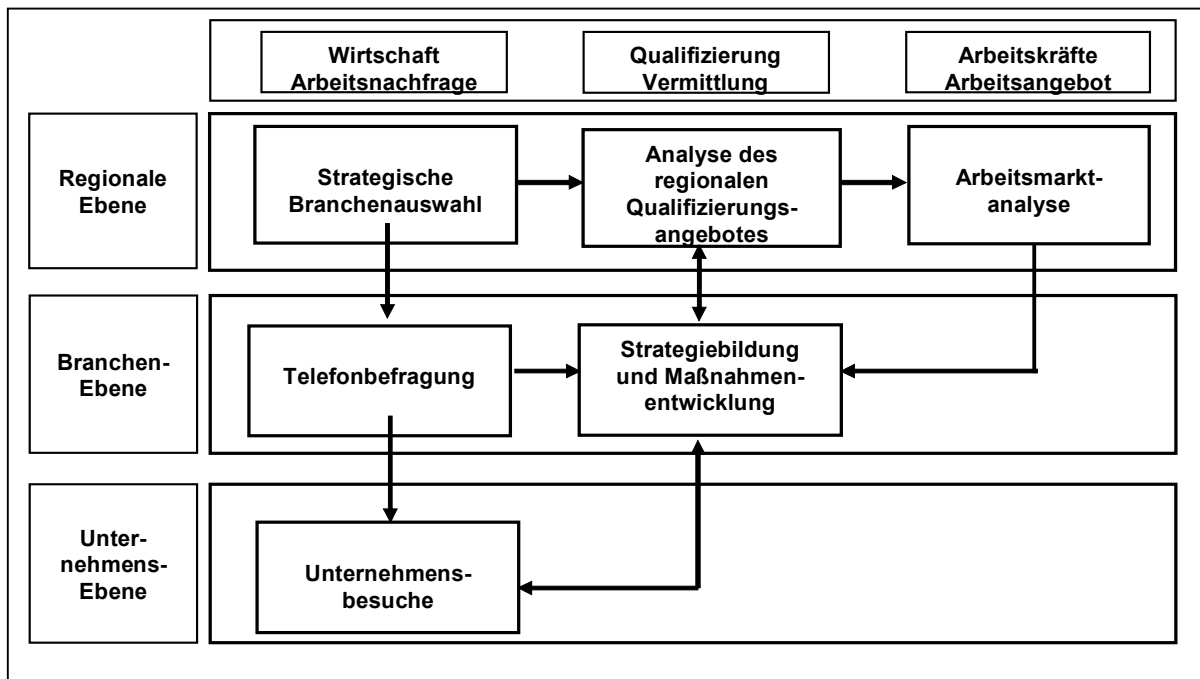 Wirtschaft
Arbeitsnachfrage
Qualifizierung
Vermittlung
Arbeitskräfte
Arbeitsangebot
Regionale
Ebene
Strategische
Branchenauswahl
Analyse des
regionalen
Qualifizierungs-
angebotes
Arbeitsmarkt-
analyse
Branchen-
Ebene
Telefonbefragung
Strategiebildung
und Maßnahmen-
entwicklung
Unter-
nehmens-
Ebene
Unternehmens-
besuche